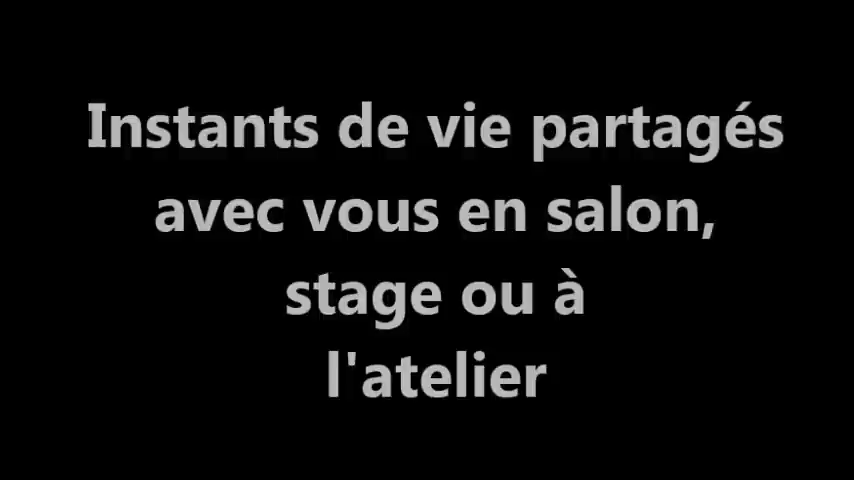 Instants de vie partagés
avec vous en salon,
stage ou à
l'atelier